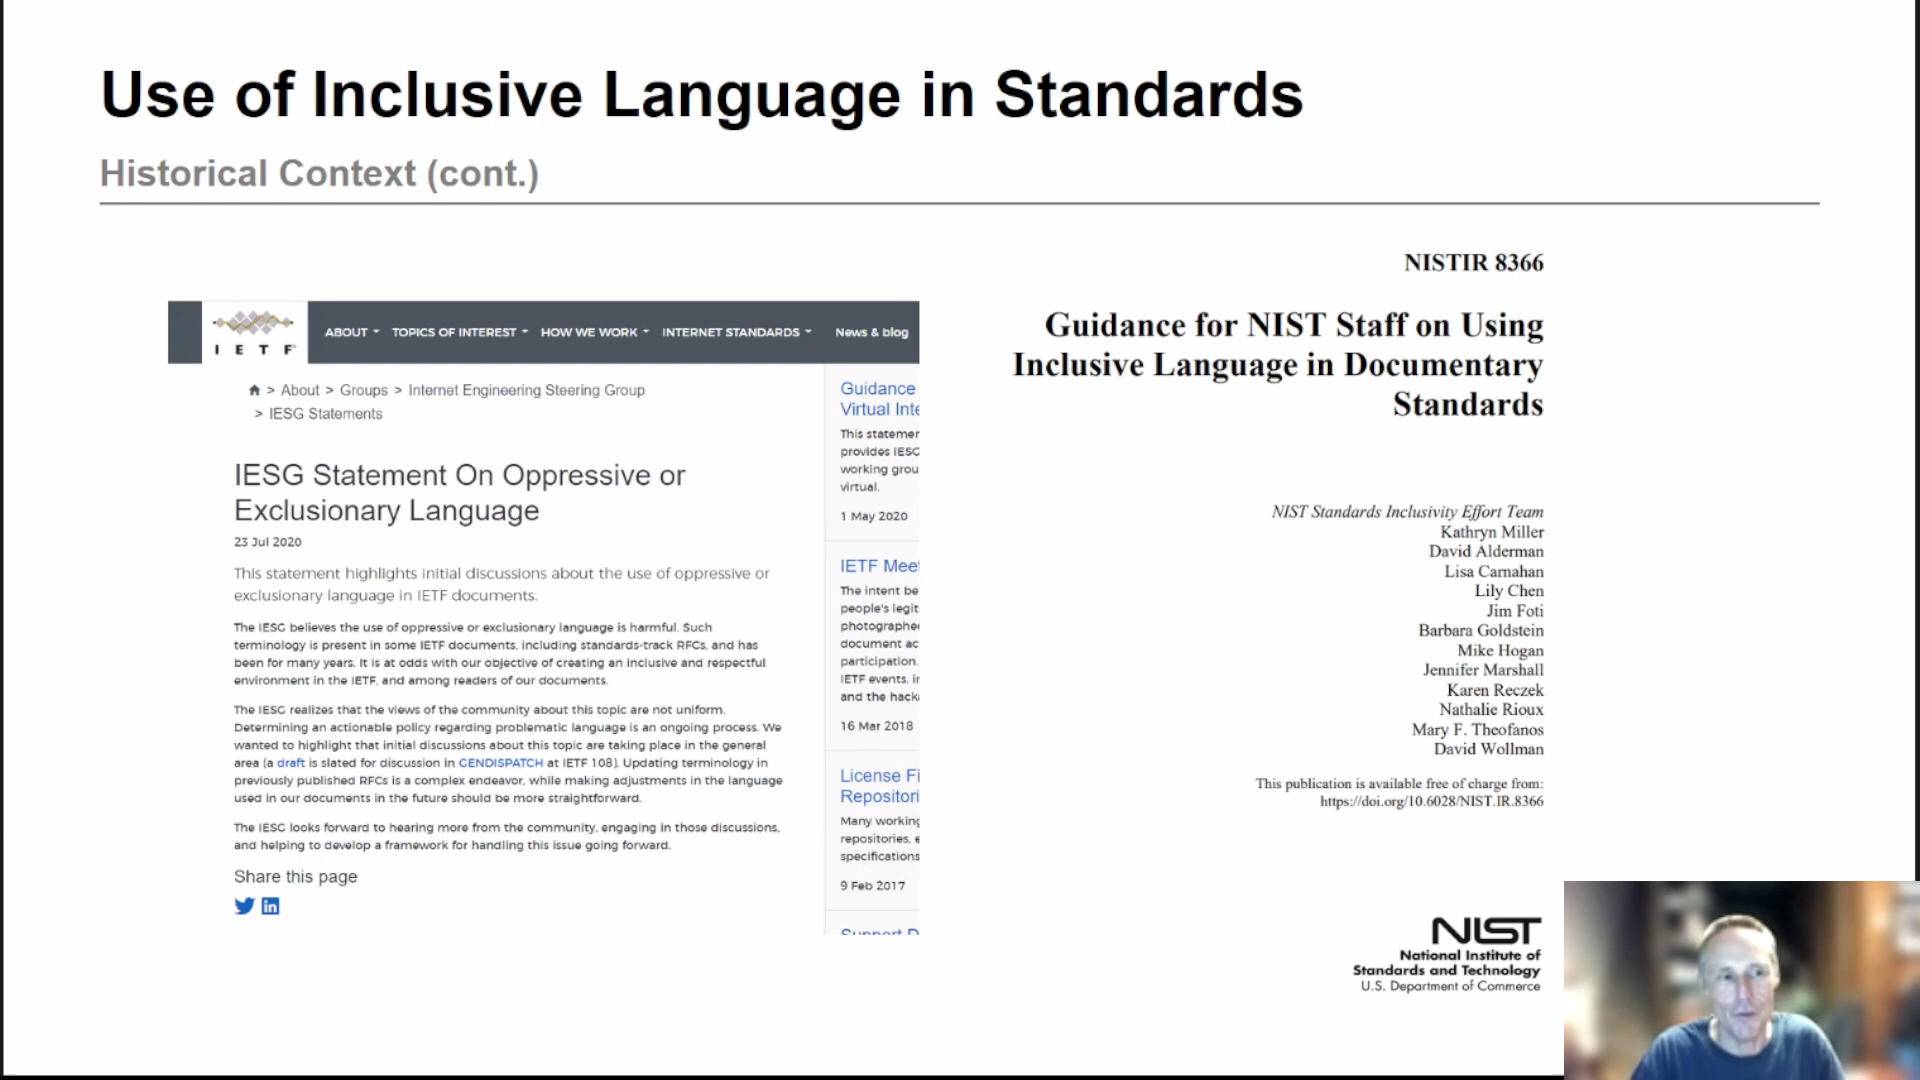 Use of Inclusive Language in Standards
Historical Context (cont.)
I E T F
ABOUT
TOPICS OF INTEREST
HOW WE WORK
INTERNET STANDARDS
News & blog
> About > Groups > Internet Engineering Steering Group
> IESG Statements
IESG Statement On Oppressive or
Exclusionary Language
23 Jul 2020
This statement highlights initial discussions about the use of oppressive or
exclusionary language in IETF documents.
The IESG believes the use of oppressive or exclusionary language is harmful. Such
terminology is present in some IETF documents, including standards-track RFCs, and has
been for many years. It is at odds with our objective of creating an inclusive and respectful
environment in the IETF, and among readers of our documents.
The IESG realizes that the views of the community about this topic are not uniform.
Determining an actionable policy regarding problematic language is an ongoing process. We
wanted to highlight that initial discussions about this topic are taking place in the general
area (a draft is slated for discussion in GENDISPATCH at IETF 108). Updating terminology in
previously published RFCs is a complex endeavor, while making adjustments in the language
used in our documents in the future should be more straightforward.
The IESG looks forward to hearing more from the community, engaging in those discussions,
and helping to develop a framework for handling this issue going forward.
Share this page
Guidance
Virtual Inte
This statemer
provides IESG
working grou
virtual.
1 May 2020
IETF Mee
The intent be
people's legit
photographe
document ac
participation.
IETF events, i
and the hack
16 Mar 2018
License Fi
Repositori
Many working
repositories, e
specifications
9 Feb 2017
Support D
NISTIR 8366
Guidance for NIST Staff on Using
Inclusive Language in Documentary
Standards
NIST Standards Inclusivity Effort Team
Kathryn Miller
David Alderman
Lisa Carnahan
Lily Chen
Jim Foti
Barbara Goldstein
Mike Hogan
Jennifer Marshall
Karen Reczek
Nathalie Rioux
Mary F. Theofanos
David Wollman
This publication is available free of charge from:
https://doi.org/10.6028/NIST.IR.8366
NIST
National Institute of
Standards and Technology
U.S. Department of Commerce